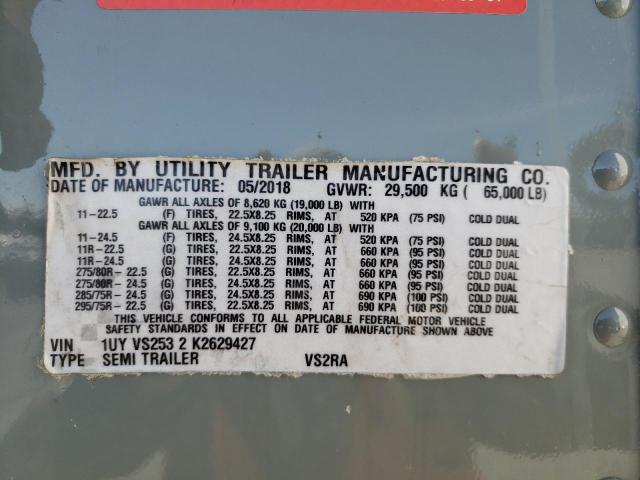 MFD. BY UTILITY TRAILER MANUFACTURING CO.
DATE OF MANUFACTURE: 05/2018 GVWR: 29,500 KG ( 65,000 LB)
GAWR ALL AXLES OF 8,620 KG (19,000 LB) WITH
11-22.5 (F) TIRES, 22.5X8.25 RIMS, AT 520 KPA (75 PSI) COLD DUAL
GAWR ALL AXLES OF 9,100 KG (20,000 LB) WITH
11-24.5 (F) TIRES, 24.5X8.25 RIMS, AT 520 KPA (75 PSI) COLD DUAL
11R-22.5 (G) TIRES, 22.5X8.25 RIMS, AT 660 KPA (95 PSI) COLD DUAL
11R-24.5 (G) TIRES, 24.5X8.25 RIMS, AT 660 KPA (95 PSI) COLD DUAL
275/80R- 22.5 (G) TIRES, 22.5X8.25 RIMS, AT 660 KPA (95 PSI) COLD DUAL
275/80R- 24.5 (G) TIRES, 24.5X8.25 RIMS, AT 660 KPA (95 PSI) COLD DUAL
285/75R- 24.5 (G) TIRES, 24.5X8.25 RIMS, AT 690 KPA (100 PSI) COLD DUAL
295/75R- 22.5 (G) TIRES, 22.5X8.25 RIMS, AT 690 KPA (100 PSI) COLD DUAL
THIS VEHICLE CONFORMS TO ALL APPLICABLE FEDERAL MOTOR VEHICLE
SAFETY STANDARDS IN EFFECT ON DATE OF MANUFACTURE SHOWN ABOVE
VIN 1UY VS253 2 K2629427
TYPE SEMI TRAILER VS2RA